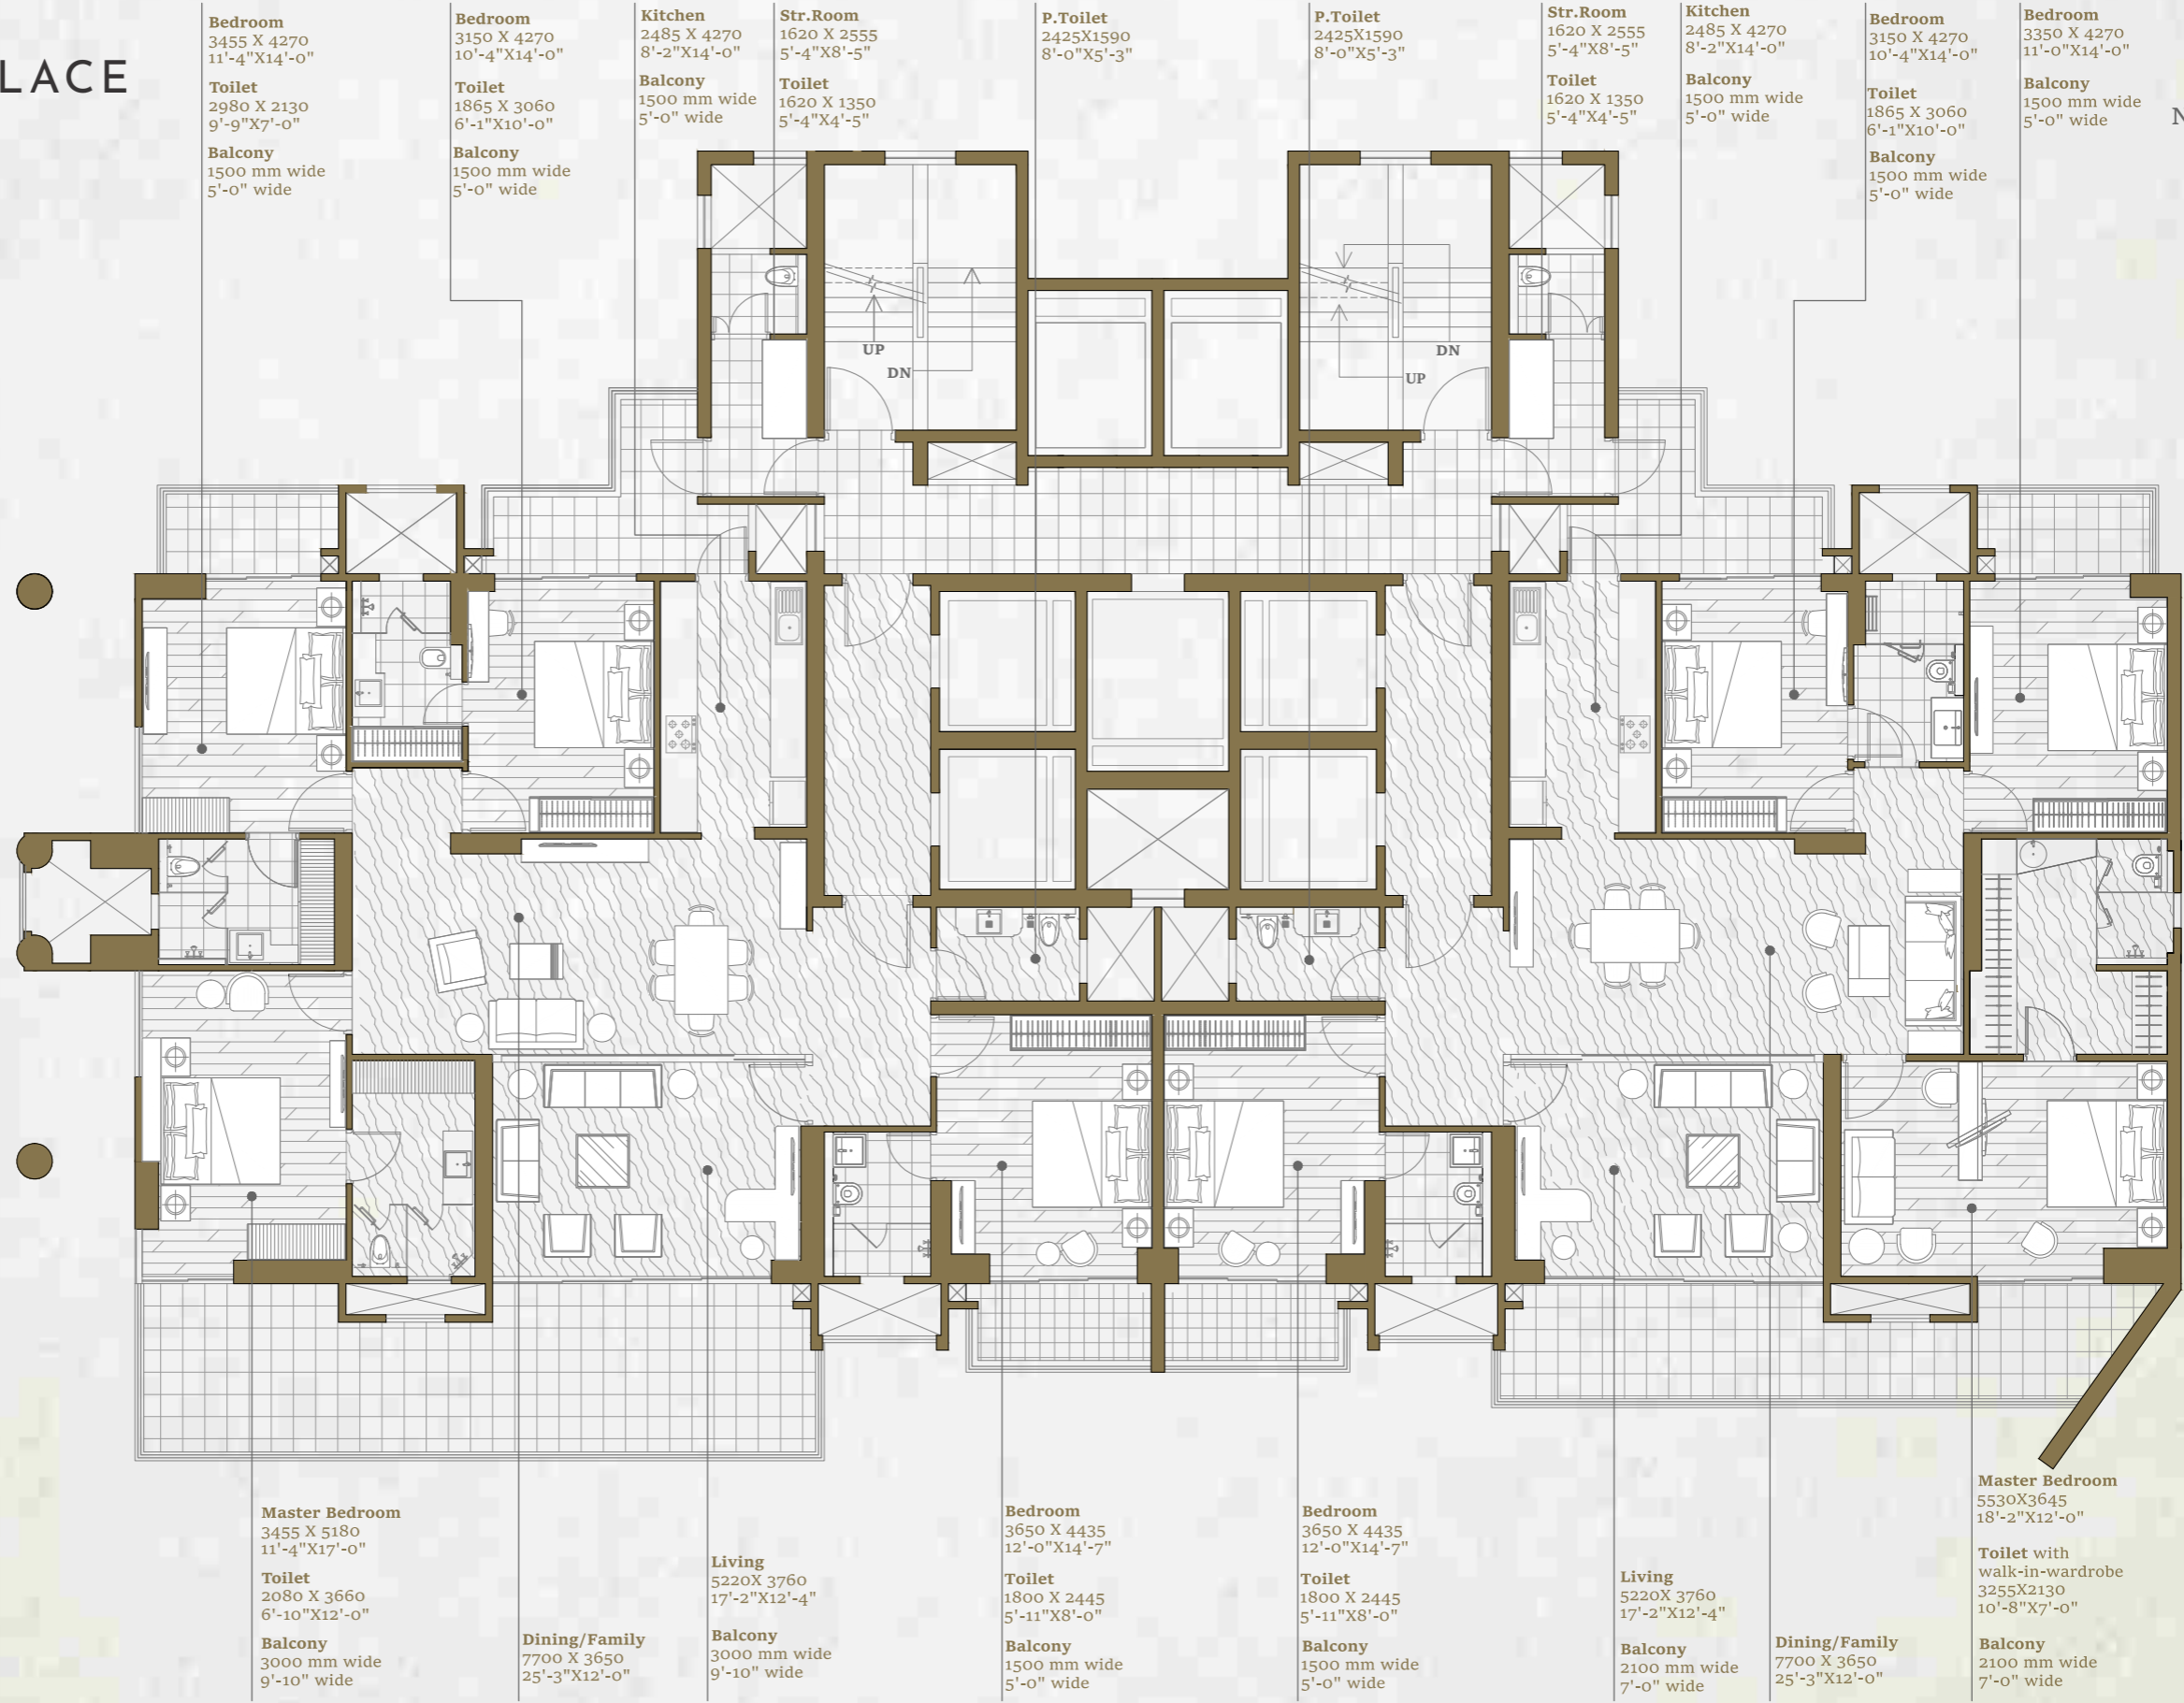 LACE
Bedroom
3455 X 4270
11'-4"X14'-0"
Toilet
2980 X 2130
9'-9"X7'-0"
Balcony
1500 mm wide
5'-0" wide
Bedroom
3150 X 4270
10'-4"X14'-0"
Toilet
1865 X 3060
6'-1"X10'-0"
Balcony
1500 mm wide
5'-0" wide
Kitchen
2485 X 4270
8'-2"X14'-0"
Balcony
1500 mm wide
5'-0" wide
Str.Room
1620 X 2555
5'-4"X8'-5"
Toilet
1620 X 1350
5'-4"X4'-5"
P.Toilet
2425X1590
8'-0"X5'-3"
P.Toilet
2425X1590
8'-0"X5'-3"
Str.Room
1620 X 2555
5'-4"X8'-5"
Toilet
1620 X 1350
5'-4"X4'-5"
Kitchen
2485 X 4270
8'-2"X14'-0"
Balcony
1500 mm wide
5'-0" wide
Bedroom
3150 X 4270
10'-4"X14'-0"
Toilet
1865 X 3060
6'-1"X10'-0"
Balcony
1500 mm wide
5'-0" wide
Bedroom
3350 X 4270
11'-0"X14'-0"
Balcony
1500 mm wide
5'-0" wide
N
UP
DN
DN
UP
Master Bedroom
3455 X 5180
11'-4"X17'-0"
Toilet
2080 X 3660
6'-10"X12'-0"
Balcony
3000 mm wide
9'-10" wide
Dining/Family
7700 X 3650
25'-3"X12'-0"
Living
5220X 3760
17'-2"X12'-4"
Balcony
3000 mm wide
9'-10" wide
Bedroom
3650 X 4435
12'-0"X14'-7"
Toilet
1800 X 2445
5'-11"X8'-0"
Balcony
1500 mm wide
5'-0" wide
Bedroom
3650 X 4435
12'-0"X14'-7"
Toilet
1800 X 2445
5'-11"X8'-0"
Balcony
1500 mm wide
5'-0" wide
Living
5220X 3760
17'-2"X12'-4"
Balcony
2100 mm wide
7'-0" wide
Dining/Family
7700 X 3650
25'-3"X12'-0"
Master Bedroom
5530X3645
18'-2"X12'-0"
Toilet with
walk-in-wardrobe
3255X2130
10'-8"X7'-0"
Balcony
2100 mm wide
7'-0" wide